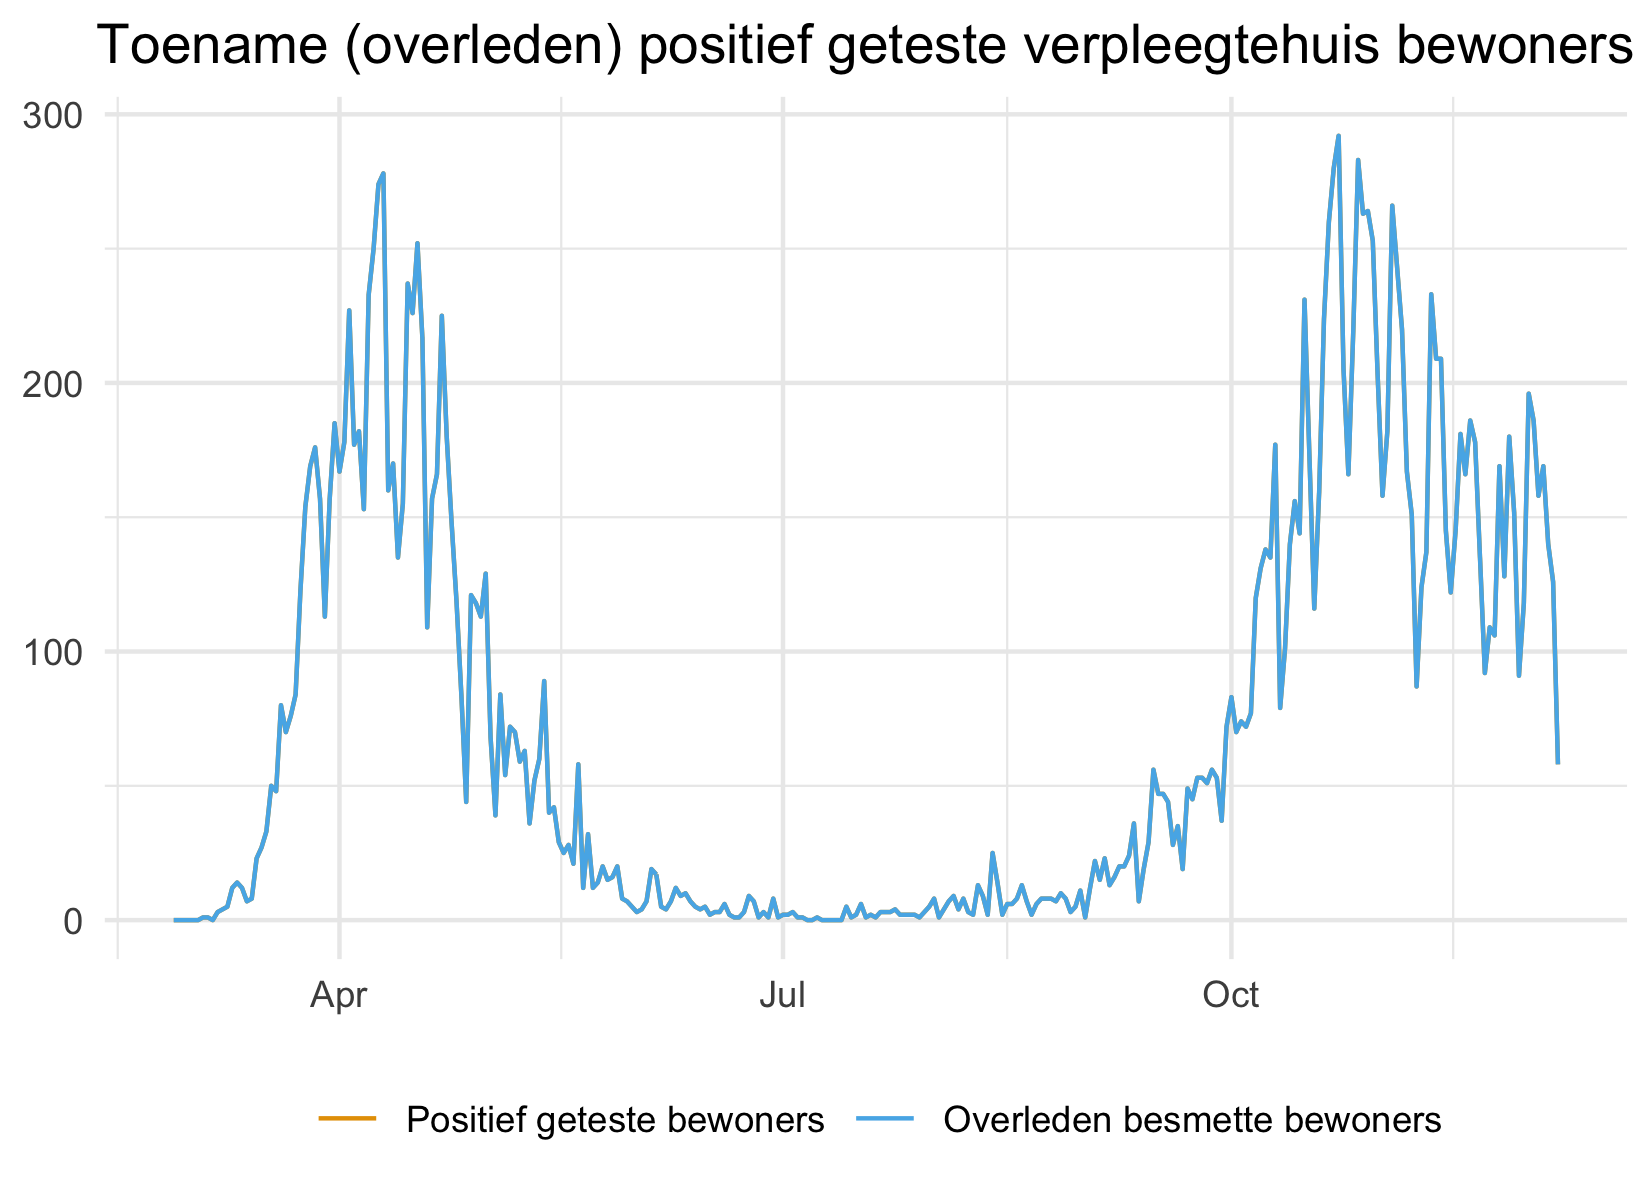 Toename (overleden) positief geteste verpleegtehuis bewoners
300
200
100
0
Apr Jul Oct
Positief geteste bewoners Overleden besmette bewoners